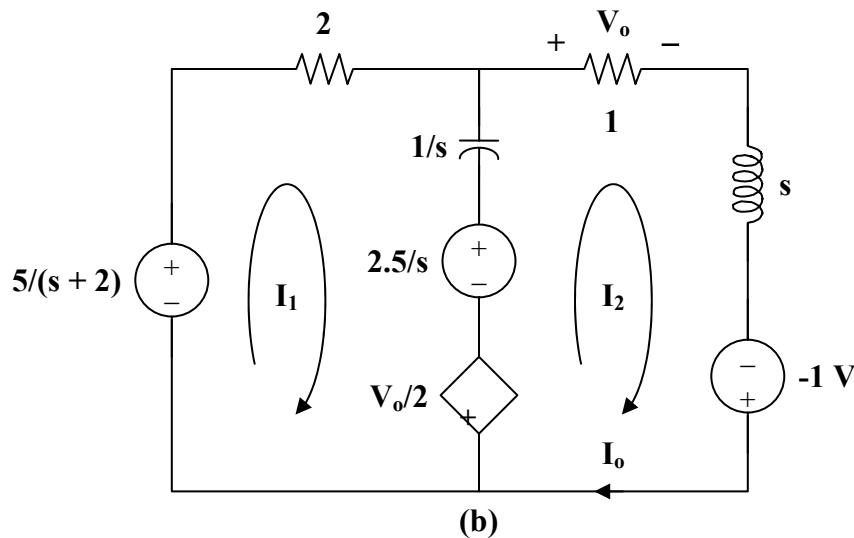 2
+ Vₒ −
1
1/s
s
+
−
5/(s + 2)
I₁
+
−
2.5/s
I₂
Vₒ/2
+
−
+
-1 V
Iₒ
(b)